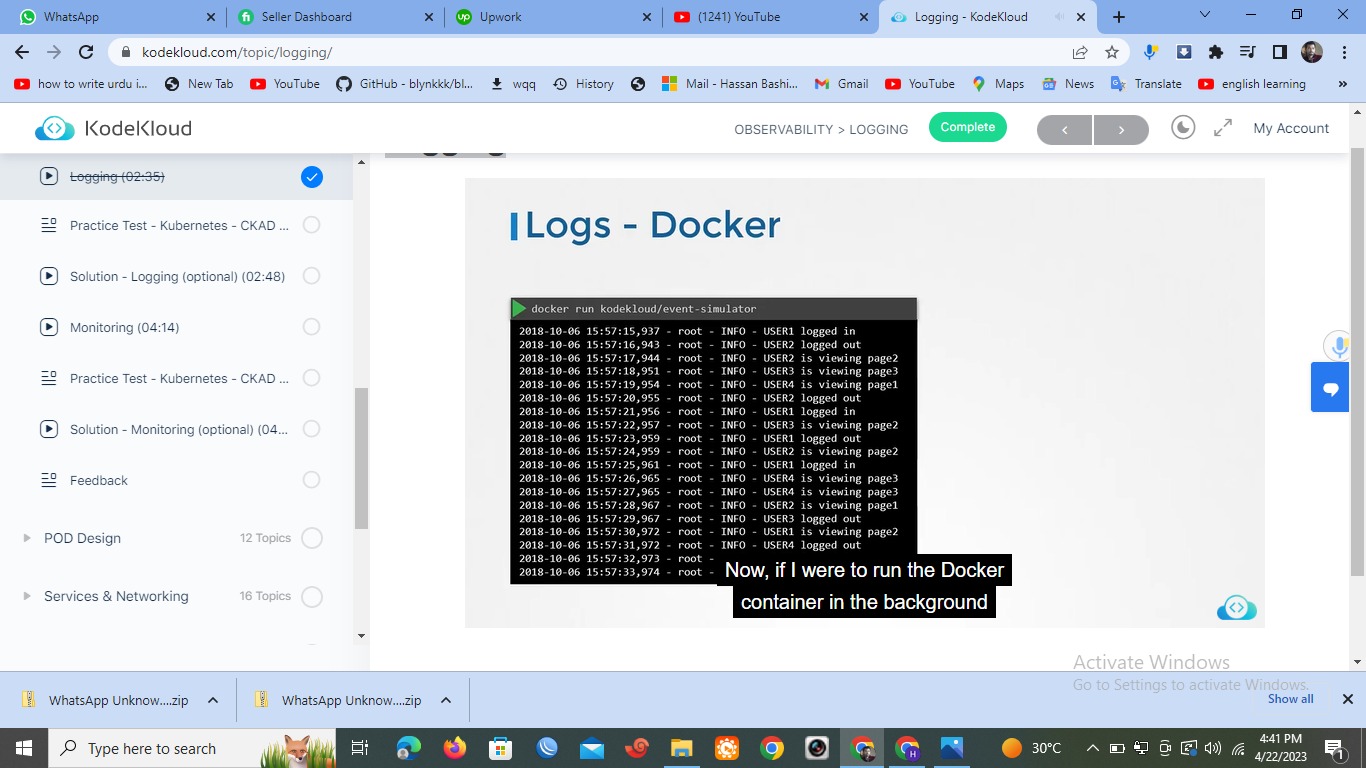 WhatsApp
Seller Dashboard
Upwork
(1241) YouTube
Logging - KodeKloud
kodekloud.com/topic/logging/
how to write urdu i...
New Tab
YouTube
GitHub - blynkkk/bl...
wqq
History
Mail - Hassan Bashi...
Gmail
YouTube
Maps
News
Translate
english learning
KodeKloud
OBSERVABILITY > LOGGING
Complete
My Account
Logging (02:35)
Practice Test - Kubernetes - CKAD ...
Solution - Logging (optional) (02:48)
Monitoring (04:14)
Practice Test - Kubernetes - CKAD ...
Solution - Monitoring (optional) (04...
Feedback
POD Design
12 Topics
Services & Networking
16 Topics
Logs - Docker
docker run kodekloud/event-simulator
2018-10-06 15:57:15,937 - root - INFO - USER1 logged in
2018-10-06 15:57:16,943 - root - INFO - USER2 logged out
2018-10-06 15:57:17,944 - root - INFO - USER2 is viewing page2
2018-10-06 15:57:18,951 - root - INFO - USER3 is viewing page3
2018-10-06 15:57:19,954 - root - INFO - USER4 is viewing page1
2018-10-06 15:57:20,955 - root - INFO - USER2 logged out
2018-10-06 15:57:21,956 - root - INFO - USER1 logged in
2018-10-06 15:57:22,957 - root - INFO - USER3 is viewing page2
2018-10-06 15:57:23,959 - root - INFO - USER1 logged out
2018-10-06 15:57:24,959 - root - INFO - USER2 is viewing page2
2018-10-06 15:57:25,961 - root - INFO - USER1 logged in
2018-10-06 15:57:26,965 - root - INFO - USER4 is viewing page3
2018-10-06 15:57:27,965 - root - INFO - USER4 is viewing page3
2018-10-06 15:57:28,967 - root - INFO - USER2 is viewing page1
2018-10-06 15:57:29,967 - root - INFO - USER3 logged out
2018-10-06 15:57:30,972 - root - INFO - USER1 is viewing page2
2018-10-06 15:57:31,972 - root - INFO - USER4 logged out
2018-10-06 15:57:32,973 - root -
2018-10-06 15:57:33,974 - root -
Now, if I were to run the Docker
container in the background
Activate Windows
Go to Settings to activate Windows.
WhatsApp Unknow....zip
WhatsApp Unknow....zip
Show all
Type here to search
30°C
4:41 PM
4/22/2023
1